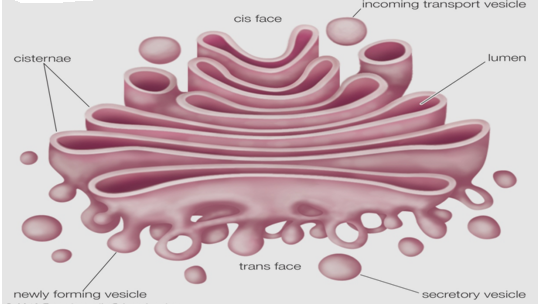 incoming transport vesicle
cis face
cisternae
lumen
trans face
newly forming vesicle
secretory vesicle